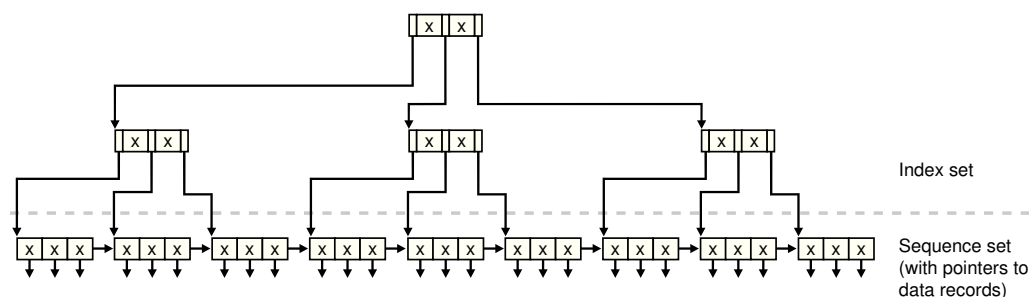 x x
x x x x x x
Index set
x x x x x x x x x x x x x x x x x x x x x x x x x x x
Sequence set
(with pointers to
data records)